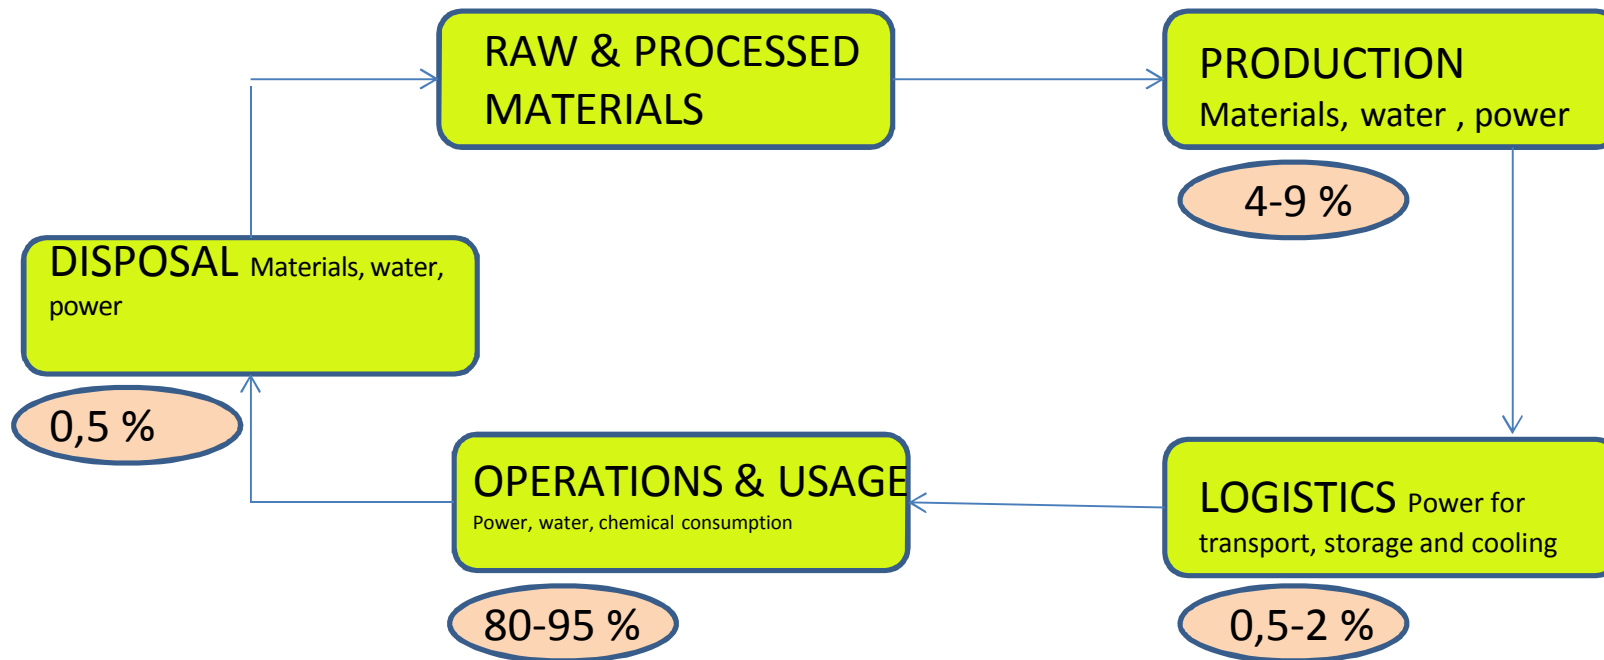 RAW & PROCESSED
MATERIALS
PRODUCTION
Materials, water , power
4-9 %
DISPOSAL Materials, water,
power
0,5 %
OPERATIONS & USAGE
Power, water, chemical consumption
80-95 %
LOGISTICS Power for
transport, storage and cooling
0,5-2 %